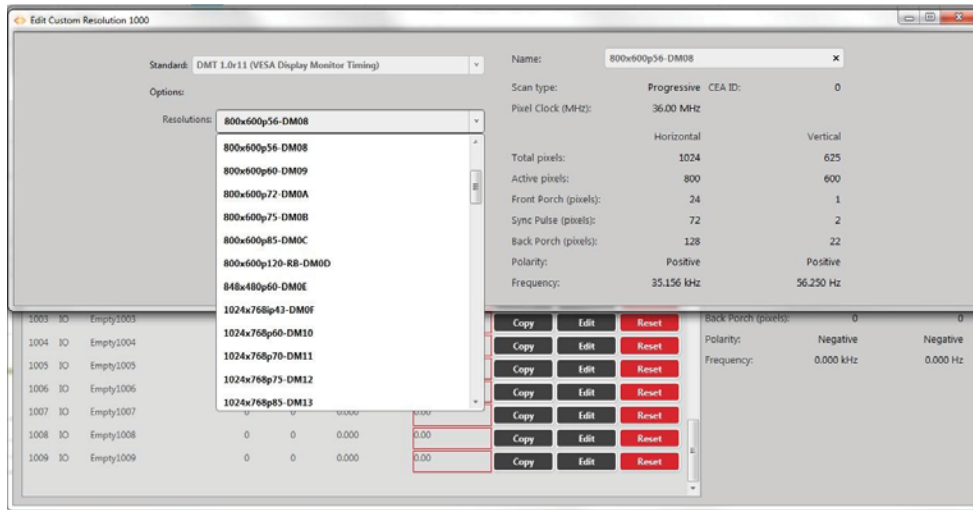 Edit Custom Resolution 1000
Standard: DMT 1.0r11 (VESA Display Monitor Timing)
Options:
Resolutions: 800x600p56-DM08
800x600p56-DM08
800x600p60-DM09
800x600p72-DM0A
800x600p75-DM0B
800x600p85-DM0C
800x600p120-RB-DM0D
848x480p60-DM0E
1024x768ip43-DM0F
1024x768p60-DM10
1024x768p70-DM11
1024x768p75-DM12
1024x768p85-DM13
Name: 800x600p56-DM08 ×
Scan type: Progressive CEA ID: 0
Pixel Clock (MHz): 36.00 MHz
Horizontal Vertical
Total pixels: 1024 625
Active pixels: 800 600
Front Porch (pixels): 24 1
Sync Pulse (pixels): 72 2
Back Porch (pixels): 128 22
Polarity: Positive Positive
Frequency: 35.156 kHz 56.250 Hz
1003 IO Empty1003 Copy Edit Reset
1004 IO Empty1004 Copy Edit Reset
1005 IO Empty1005 Copy Edit Reset
1006 IO Empty1006 Copy Edit Reset
1007 IO Empty1007 0 0 0.000 0.00 Copy Edit Reset
1008 IO Empty1008 0 0 0.000 0.00 Copy Edit Reset
1009 IO Empty1009 0 0 0.000 0.00 Copy Edit Reset
Back Porch (pixels): 0 0
Polarity: Negative Negative
Frequency: 0.000 kHz 0.000 Hz